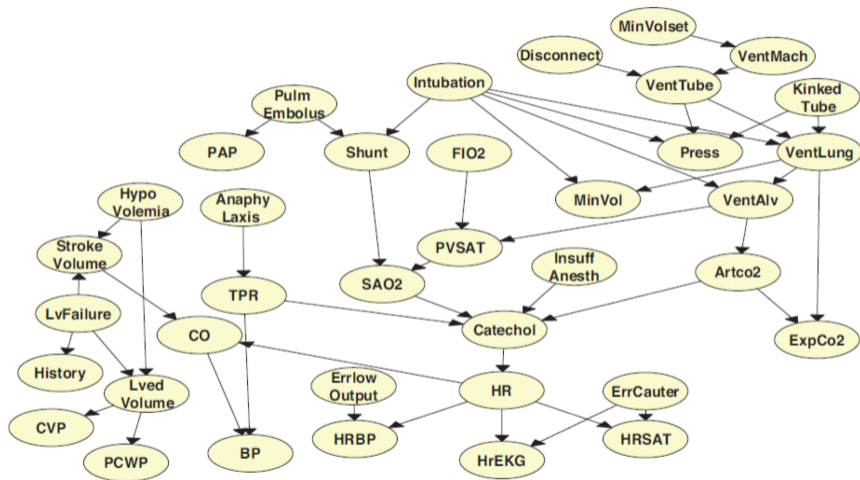 MinVolset
Disconnect
VentMach
Pulm
Embolus
Intubation
VentTube
Kinked
Tube
PAP
Shunt
FIO2
Press
VentLung
Hypo
Volemia
Anaphy
Laxis
MinVol
VentAlv
Stroke
Volume
PVSAT
Insuff
Anesth
SAO2
Artco2
TPR
LvFailure
CO
Catechol
ExpCo2
History
Lved
Volume
Errlow
Output
HR
ErrCauter
CVP
HRBP
HRSAT
PCWP
BP
HrEKG